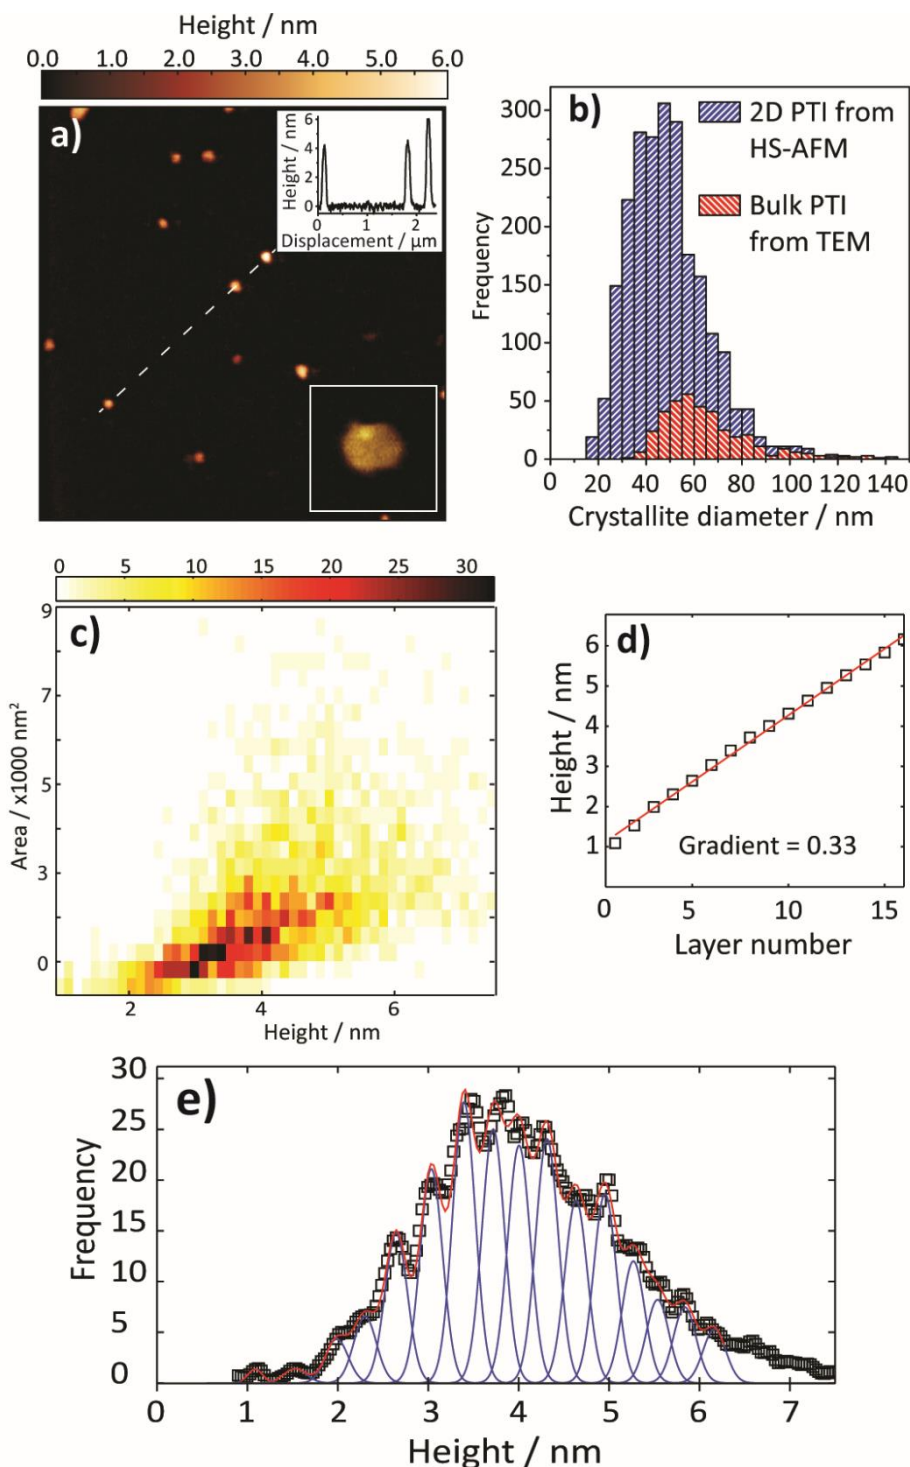 Height / nm
0.0 1.0 2.0 3.0 4.0 5.0 6.0
a)
Height / nm
6
4
2
0
0 1 2
Displacement / µm
b)
Frequency
300
250
200
150
100
50
0
2D PTI from
HS-AFM
Bulk PTI
from TEM
0 20 40 60 80 100 120 140
Crystallite diameter / nm
0 5 10 15 20 25 30
c)
Area / x1000 nm²
9
7
5
3
0
2 4 6
Height / nm
d)
Height / nm
6
5
4
3
2
1
Gradient = 0.33
0 5 10 15
Layer number
e)
Frequency
30
25
20
15
10
5
0
0 1 2 3 4 5 6 7
Height / nm